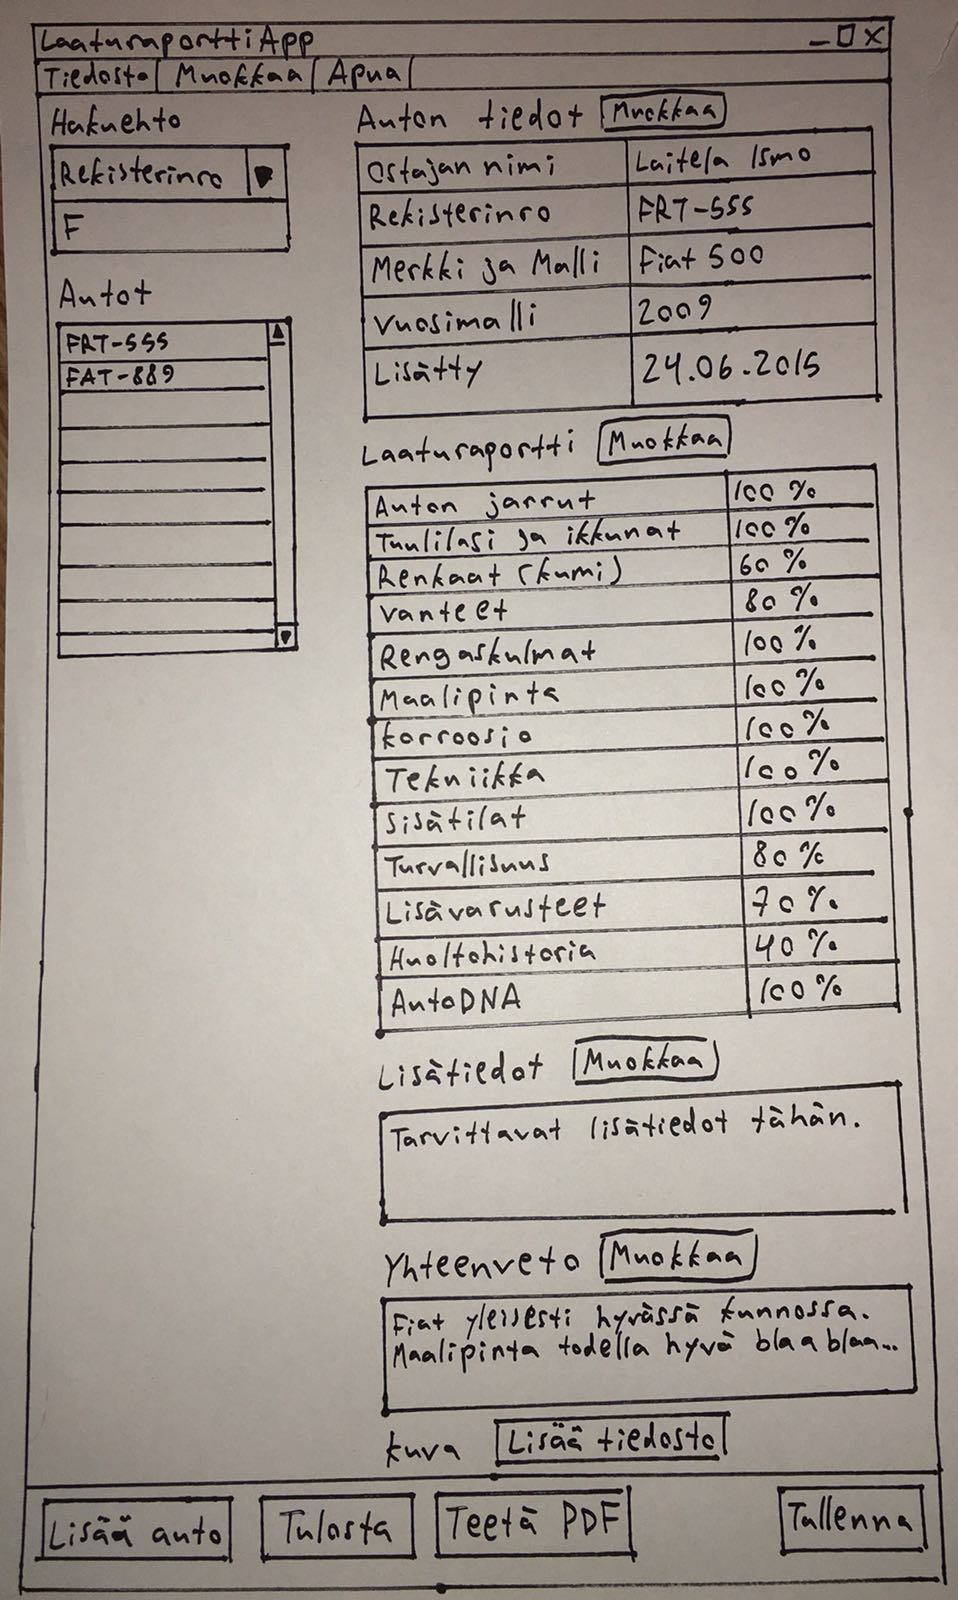 LaaturaporttiApp
Tiedosto Muokkaa Apua
Hakuehto
Rekisterinro
F
Autot
FRT-555
FAT-889
Auton tiedot Muokkaa
Ostajan nimi Laitela Ismo
Rekisterinro FRT-555
Merkki ja Malli Fiat 500
Vuosimalli 2009
Lisätty 24.06.2015
Laaturaportti Muokkaa
Auton jarrut 100 %
Tuulilasi ja ikkunat 100 %
Renkaat (kumi) 60 %
Vanteet 80 %
Rengaskulmat 100 %
Maalipinta 100 %
Korroosio 100 %
Tekniikka 100 %
Sisätilat 100 %
Turvallisuus 80 %
Lisävarusteet 70 %
Huoltohistoria 40 %
AutoDNA 100 %
Lisätiedot Muokkaa
Tarvittavat lisätiedot tähän.
Yhteenveto Muokkaa
Fiat yleisesti hyvässä kunnossa.
Maalipinta todella hyvä blaa blaa...
Kuva Lisää tiedosto
Lisää auto Tulosta Teetä PDF Tallenna